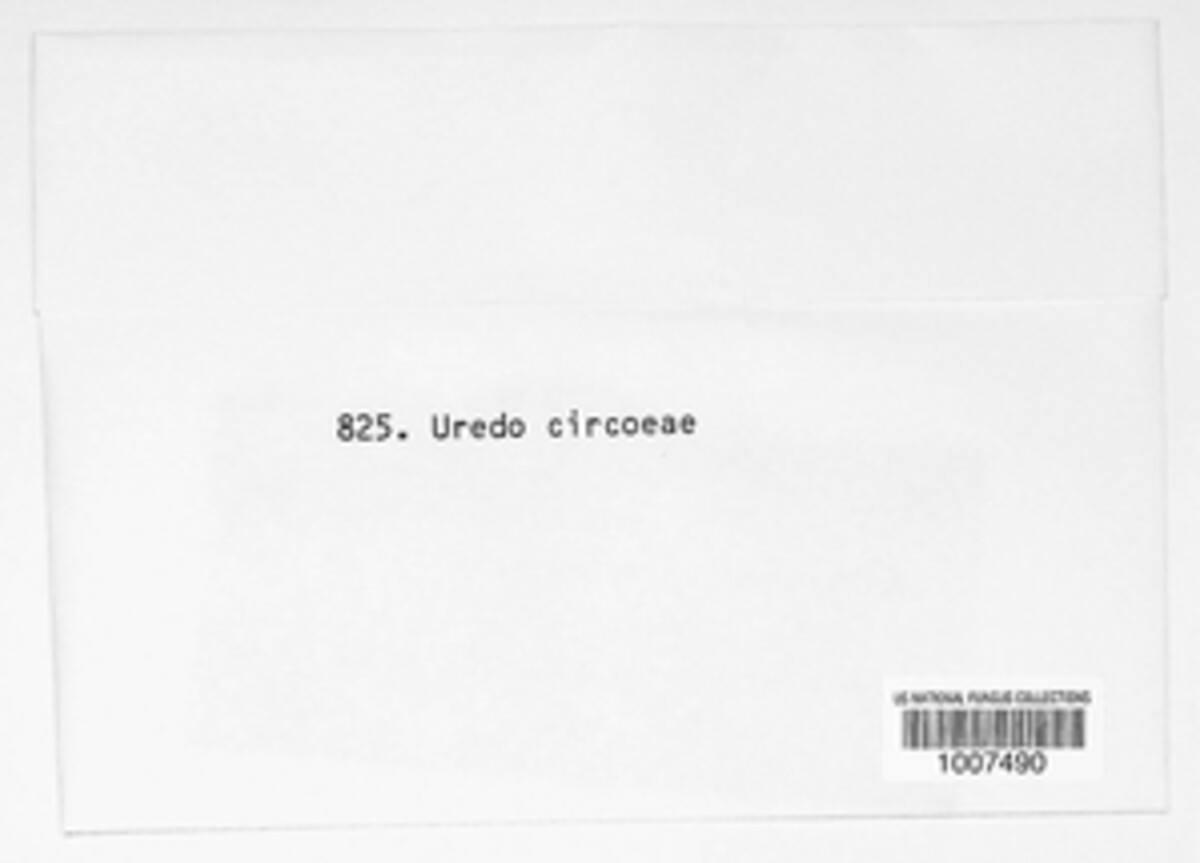 825. Uredo circoeae
US NATIONAL FUNGUS COLLECTIONS
1007490